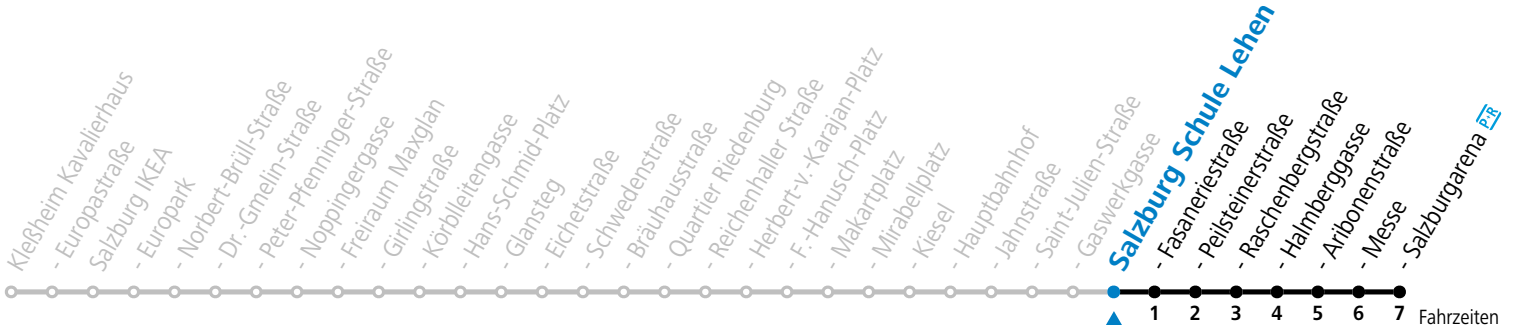 Kleßheim Kavalierhaus
- Europastraße
Salzburg IKEA
- Europark
- Norbert-Brüll-Straße
- Dr.-Gmelin-Straße
- Peter-Pfenninger-Straße
- Noppingergasse
- Freiraum Maxglan
- Girlingstraße
- Körblleitengasse
- Hans-Schmid-Platz
- Glansteg
- Eichetstraße
- Schwedenstraße
- Bräuhausstraße
- Quartier Riedenburg
- Reichenhaller Straße
- Herbert-v.-Karajan-Platz
- F.-Hanusch-Platz
- Makartplatz
- Mirabellplatz
- Kiesel
- Hauptbahnhof
- Jahnstraße
- Saint-Julien-Straße
- Gaswerkgasse
Salzburg Schule Lehen
- Fasaneriestraße
- Peilsteinerstraße
- Raschenbergstraße
- Halmberggasse
- Aribonenstraße
- Messe
- Salzburgarena P+R
1 2 3 4 5 6 7 Fahrzeiten